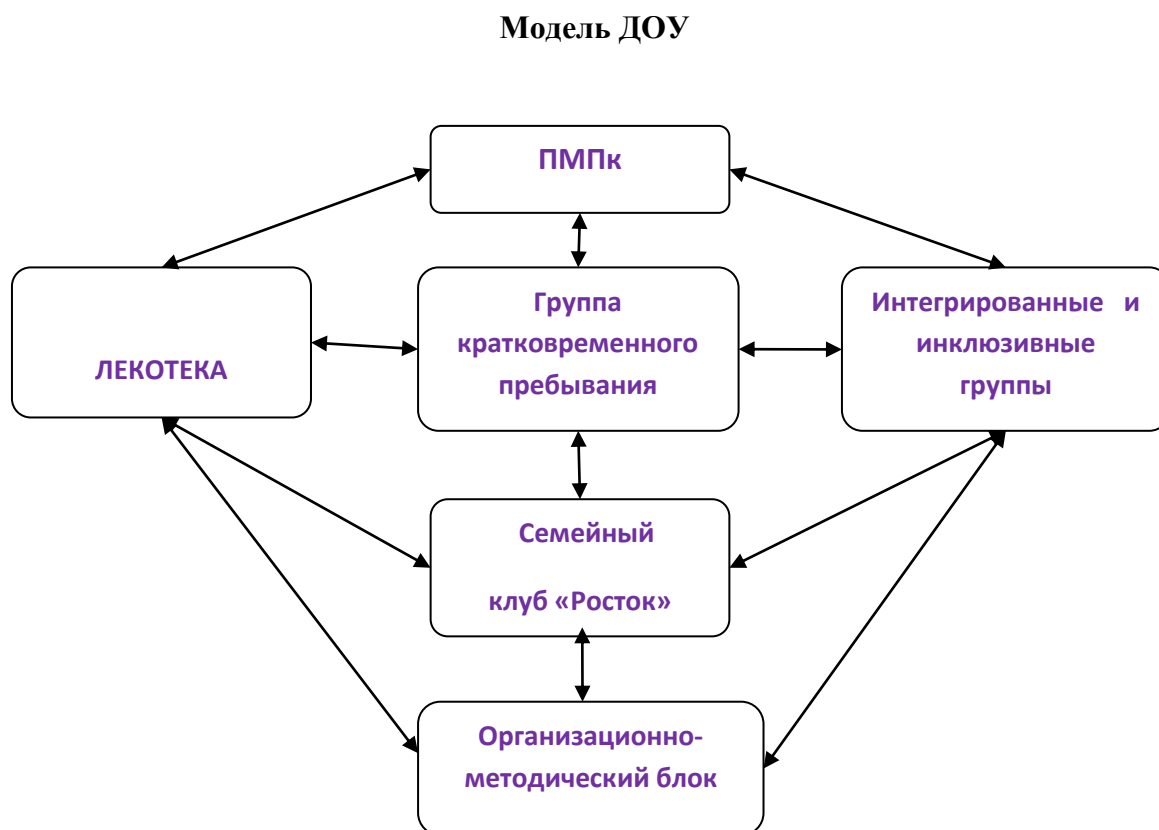 Модель ДОУ
ПМПк
ЛЕКОТЕКА
Группа
кратковременного
пребывания
Интегрированные и
инклюзивные
группы
Семейный
клуб «Росток»
Организационно-
методический блок